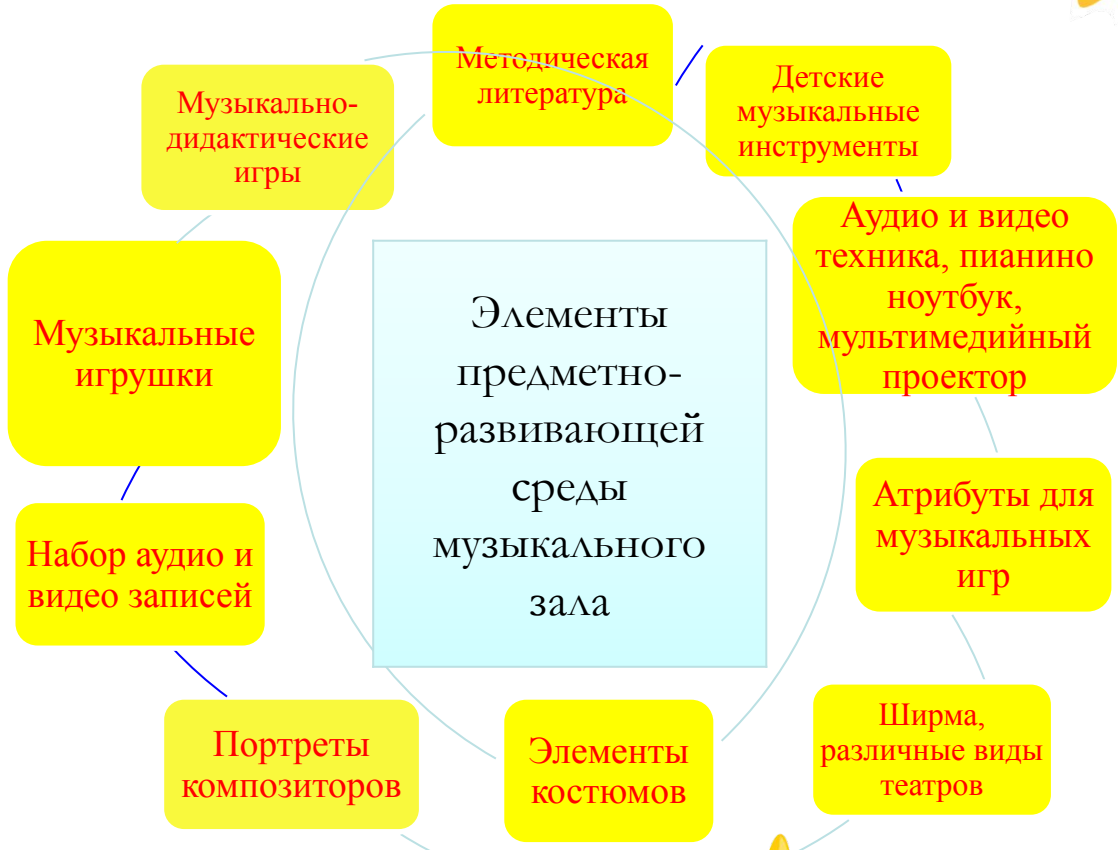 Методическая
литература
Детские
музыкальные
инструменты
Аудио и видео
техника, пианино
ноутбук,
мультимедийный
проектор
Атрибуты для
музыкальных
игр
Ширма,
различные виды
театров
Элементы
костюмов
Портреты
композиторов
Набор аудио и
видео записей
Музыкальные
игрушки
Музыкально-
дидактические
игры
Элементы
предметно-
развивающей
среды
музыкального
зала